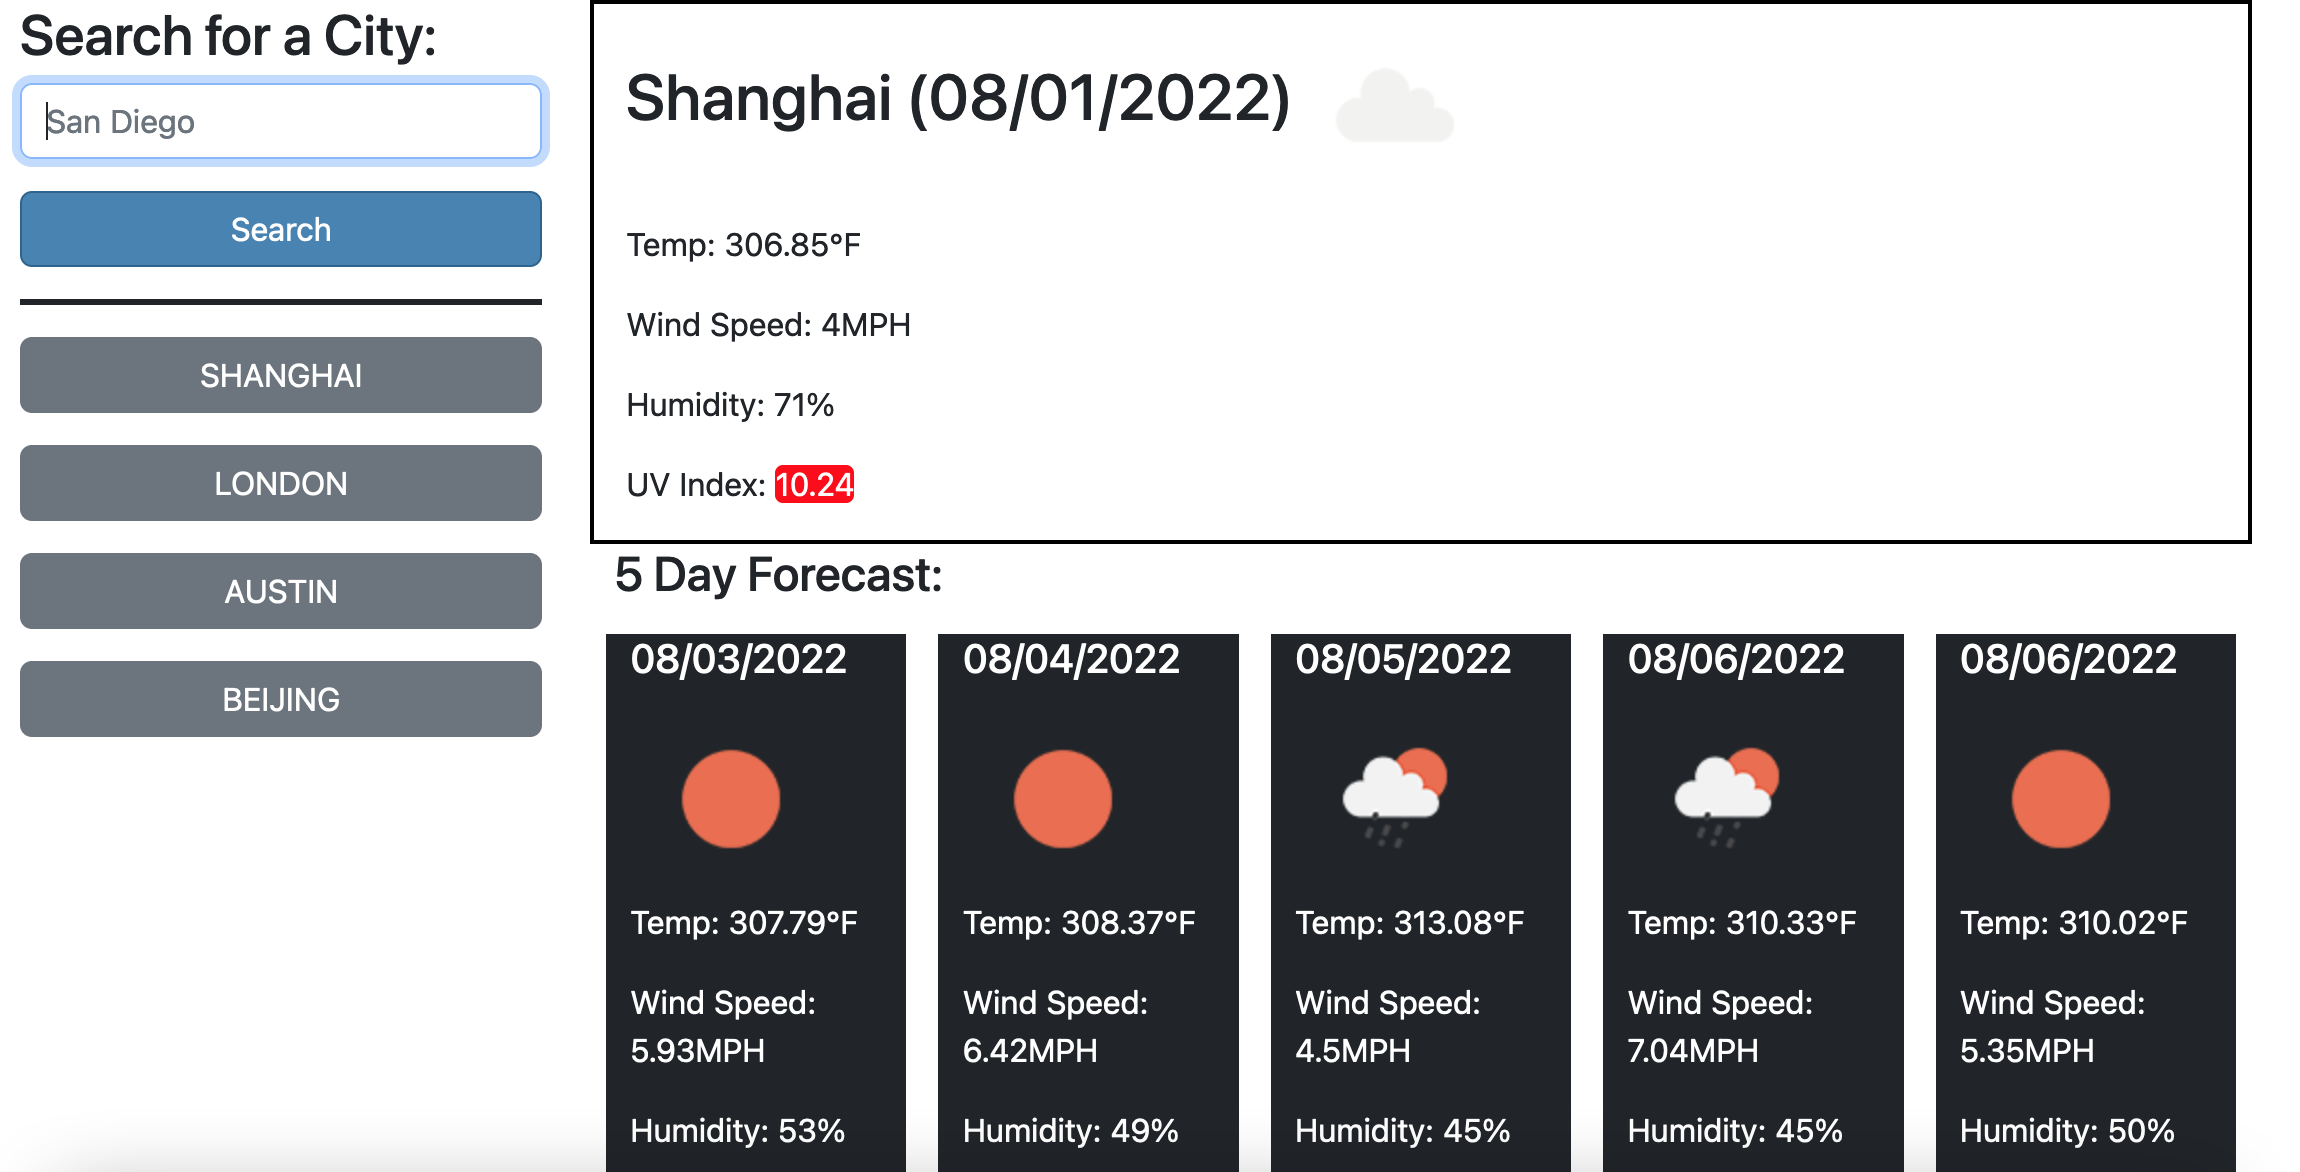 Search for a City:
San Diego
Search
SHANGHAI
LONDON
AUSTIN
BEIJING
Shanghai (08/01/2022)
Temp: 306.85°F
Wind Speed: 4MPH
Humidity: 71%
UV Index: 10.24
5 Day Forecast:
08/03/2022
Temp: 307.79°F
Wind Speed:
5.93MPH
Humidity: 53%
08/04/2022
Temp: 308.37°F
Wind Speed:
6.42MPH
Humidity: 49%
08/05/2022
Temp: 313.08°F
Wind Speed:
4.5MPH
Humidity: 45%
08/06/2022
Temp: 310.33°F
Wind Speed:
7.04MPH
Humidity: 45%
08/06/2022
Temp: 310.02°F
Wind Speed:
5.35MPH
Humidity: 50%